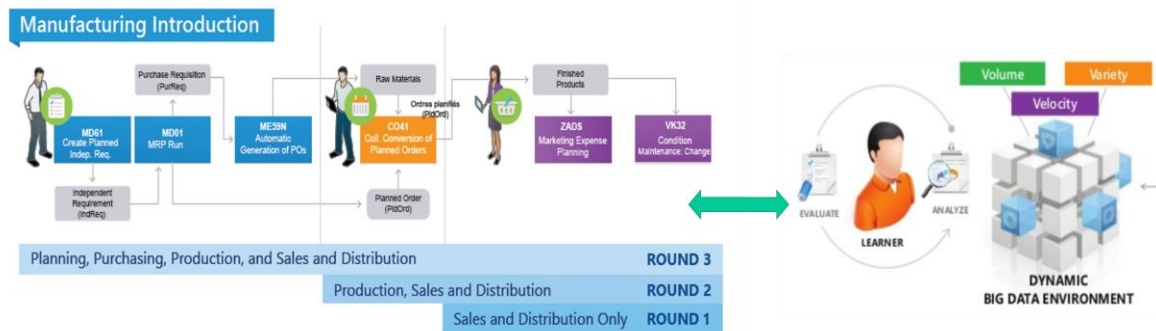 Manufacturing Introduction
Purchase Requisition
(PurReq)
Raw Materials
Ordres planifiés
(PldOrd)
Finished
Products
MD61
Create Planned
Indep. Req.
MD01
MRP Run
ME59N
Automatic
Generation of POs
CO41
Coll. Conversion of
Planned Orders
ZADS
Marketing Expense
Planning
VK32
Condition
Maintenance: Change
Independent
Requirement
(IndReq)
Planned Order
(PldOrd)
Planning, Purchasing, Production, and Sales and Distribution ROUND 3
Production, Sales and Distribution ROUND 2
Sales and Distribution Only ROUND 1
Volume
Variety
Velocity
EVALUATE
ANALYZE
LEARNER
DYNAMIC
BIG DATA ENVIRONMENT